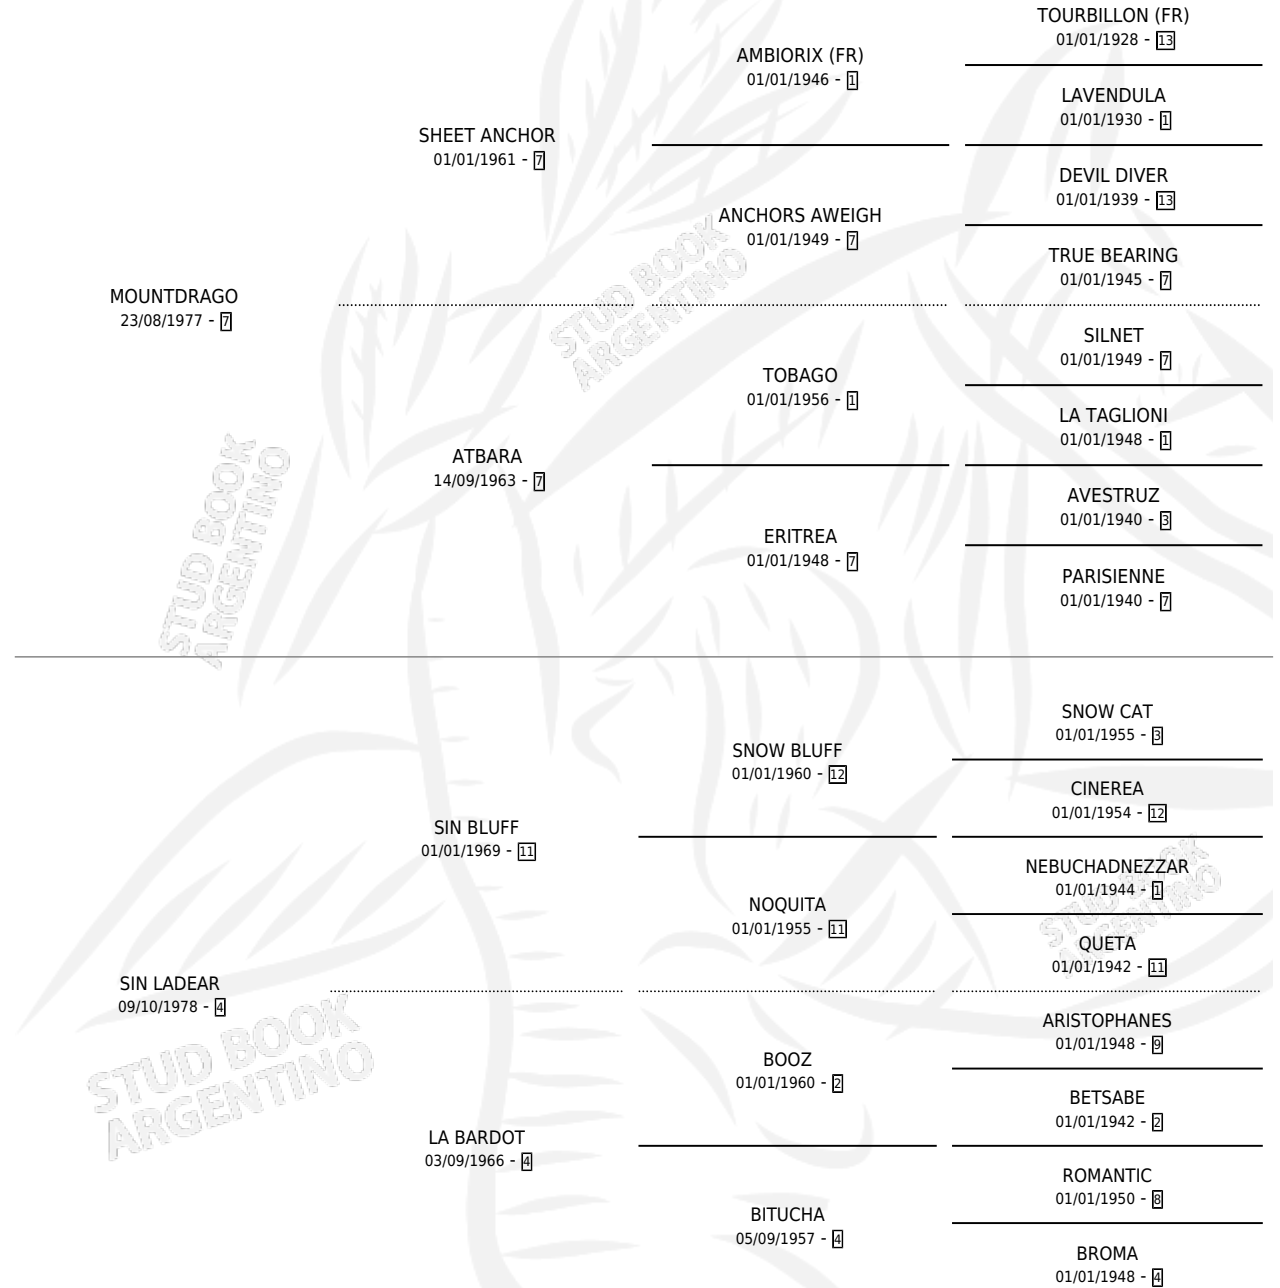 TOURBILLON (FR)
01/01/1928 - 13
AMBIORIX (FR)
01/01/1946 - 1
LAVENDULA
01/01/1930 - 1
SHEET ANCHOR
01/01/1961 - 7
DEVIL DIVER
01/01/1939 - 13
ANCHORS AWEIGH
01/01/1949 - 7
TRUE BEARING
01/01/1945 - 7
MOUNTDRAGO
23/08/1977 - 7
SILNET
01/01/1949 - 7
TOBAGO
01/01/1956 - 1
LA TAGLIONI
01/01/1948 - 1
ATBARA
14/09/1963 - 7
AVESTRUZ
01/01/1940 - 3
ERITREA
01/01/1948 - 7
PARISIENNE
01/01/1940 - 7
SNOW CAT
01/01/1955 - 3
SNOW BLUFF
01/01/1960 - 12
CINEREA
01/01/1954 - 12
SIN BLUFF
01/01/1969 - 11
NEBUCHADNEZZAR
01/01/1944 - 1
NOQUITA
01/01/1955 - 11
QUETA
01/01/1942 - 11
SIN LADEAR
09/10/1978 - 4
ARISTOPHANES
01/01/1948 - 9
BOOZ
01/01/1960 - 2
BETSABE
01/01/1942 - 2
LA BARDOT
03/09/1966 - 4
ROMANTIC
01/01/1950 - 8
BITUCHA
05/09/1957 - 4
BROMA
01/01/1948 - 4
STUD BOOK
ARGENTINO
STUD BOOK
ARGENTINO
STUD BOOK
ARGENTINO
STUD BOOK
ARGENTINO